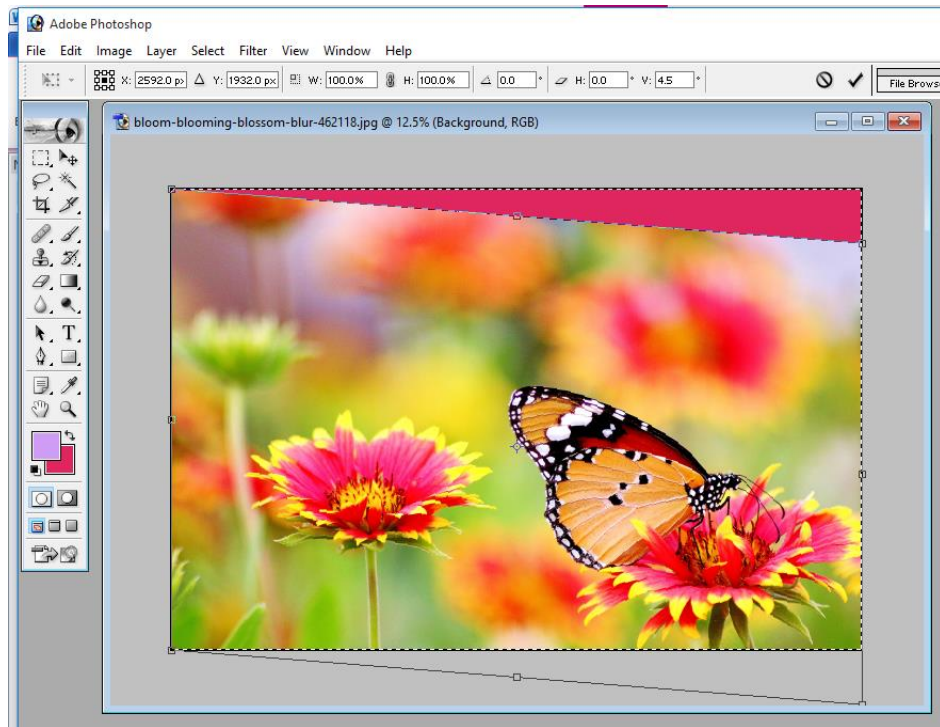 Adobe Photoshop
File Edit Image Layer Select Filter View Window Help
X: 2592.0 px Y: 1932.0 px W: 100.0% H: 100.0% 0.0 ° H: 0.0 ° V: 4.5 °
File Brows
bloom-blooming-blossom-blur-462118.jpg @ 12.5% (Background, RGB)
T